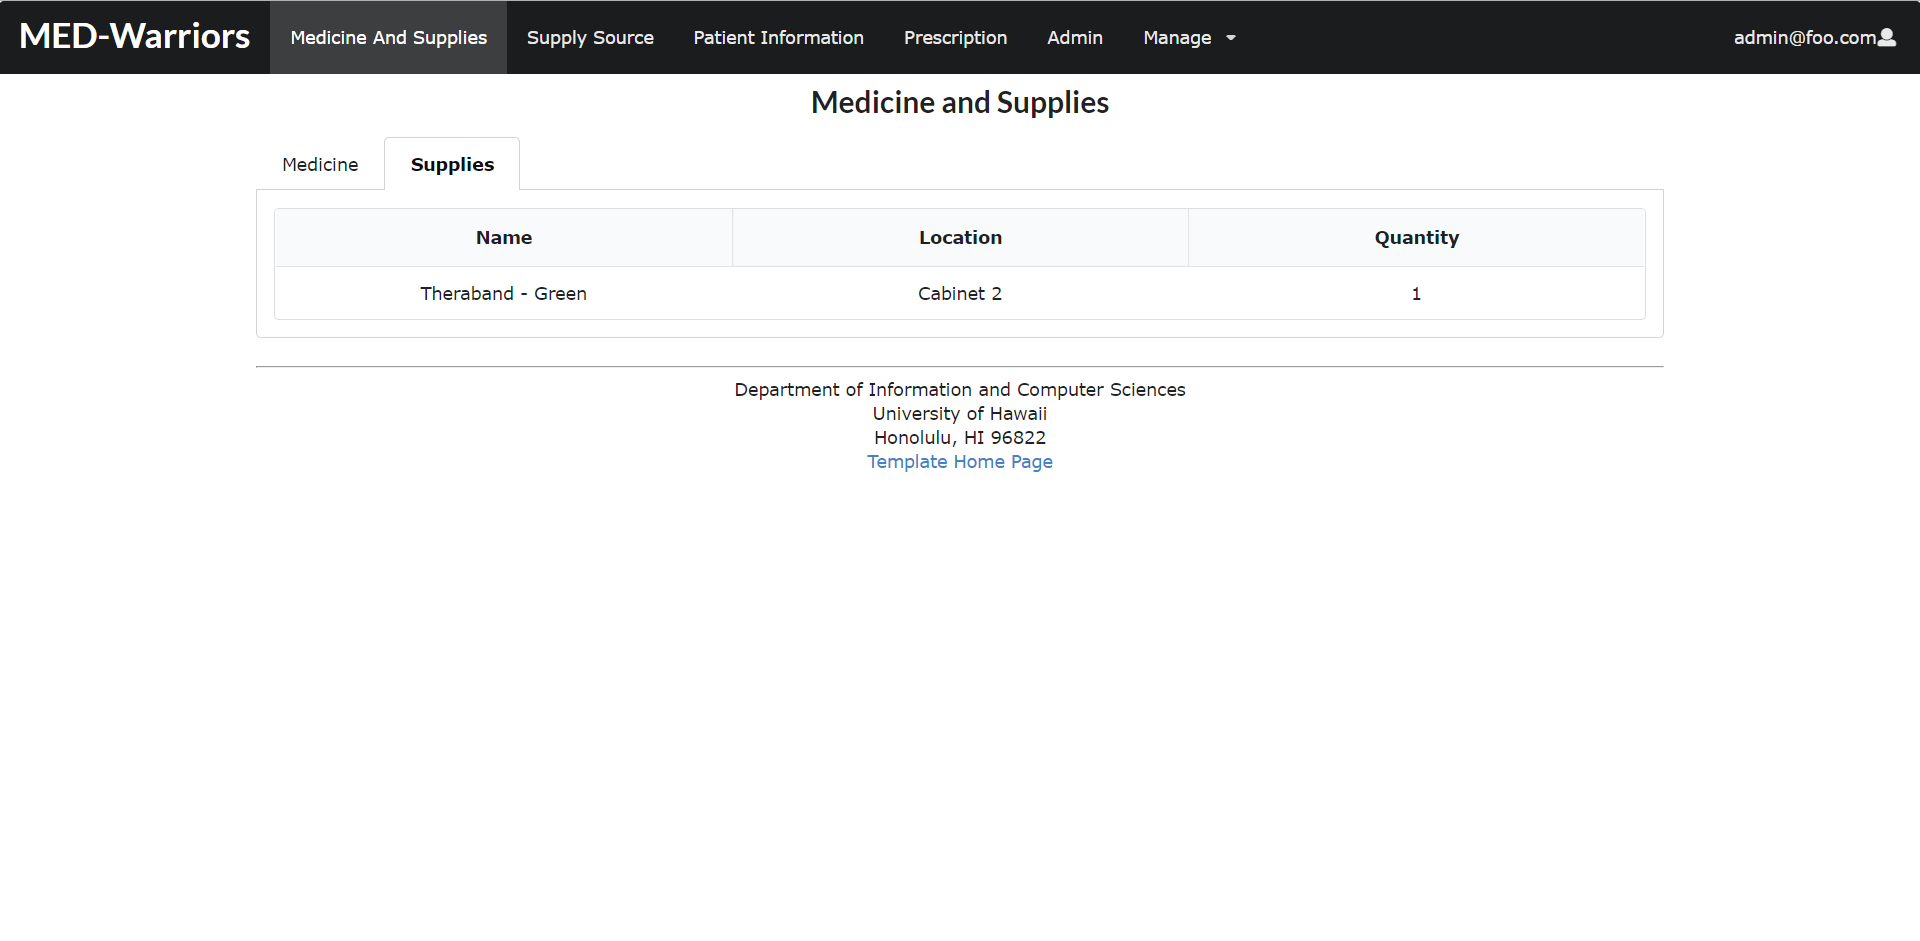 MED-Warriors Medicine And Supplies Supply Source Patient Information Prescription Admin Manage admin@foo.com
Medicine and Supplies
Medicine Supplies
Name Location Quantity
Theraband - Green Cabinet 2 1
Department of Information and Computer Sciences
University of Hawaii
Honolulu, HI 96822
Template Home Page